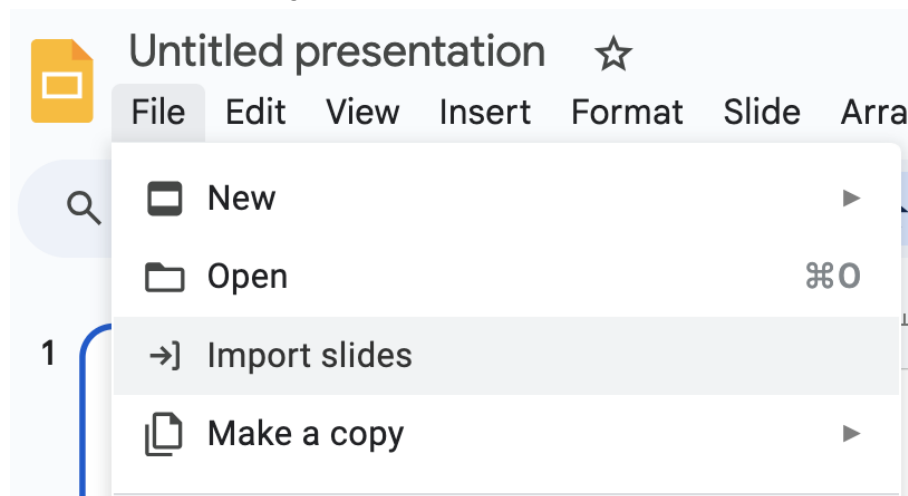 Untitled presentation
File Edit View Insert Format Slide Arra
New
Open ⌘O
Import slides
1
Make a copy